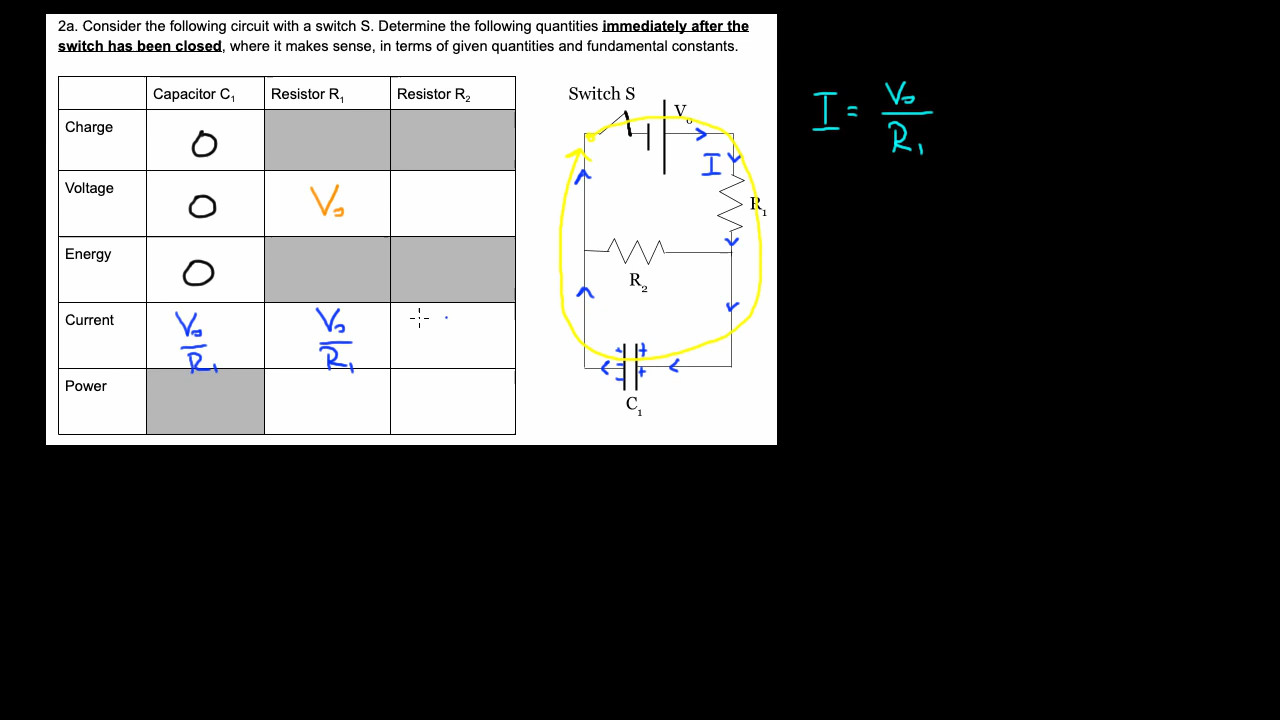 2a. Consider the following circuit with a switch S. Determine the following quantities immediately after the
switch has been closed, where it makes sense, in terms of given quantities and fundamental constants.
Capacitor C₁ Resistor R₁ Resistor R₂
Charge 0
Voltage 0 V₀
Energy 0
Current V₀/R₁ V₀/R₁
Power
Switch S
V₀
I
R₁
R₂
+ +
- - -
C₁
I = V₀/R₁